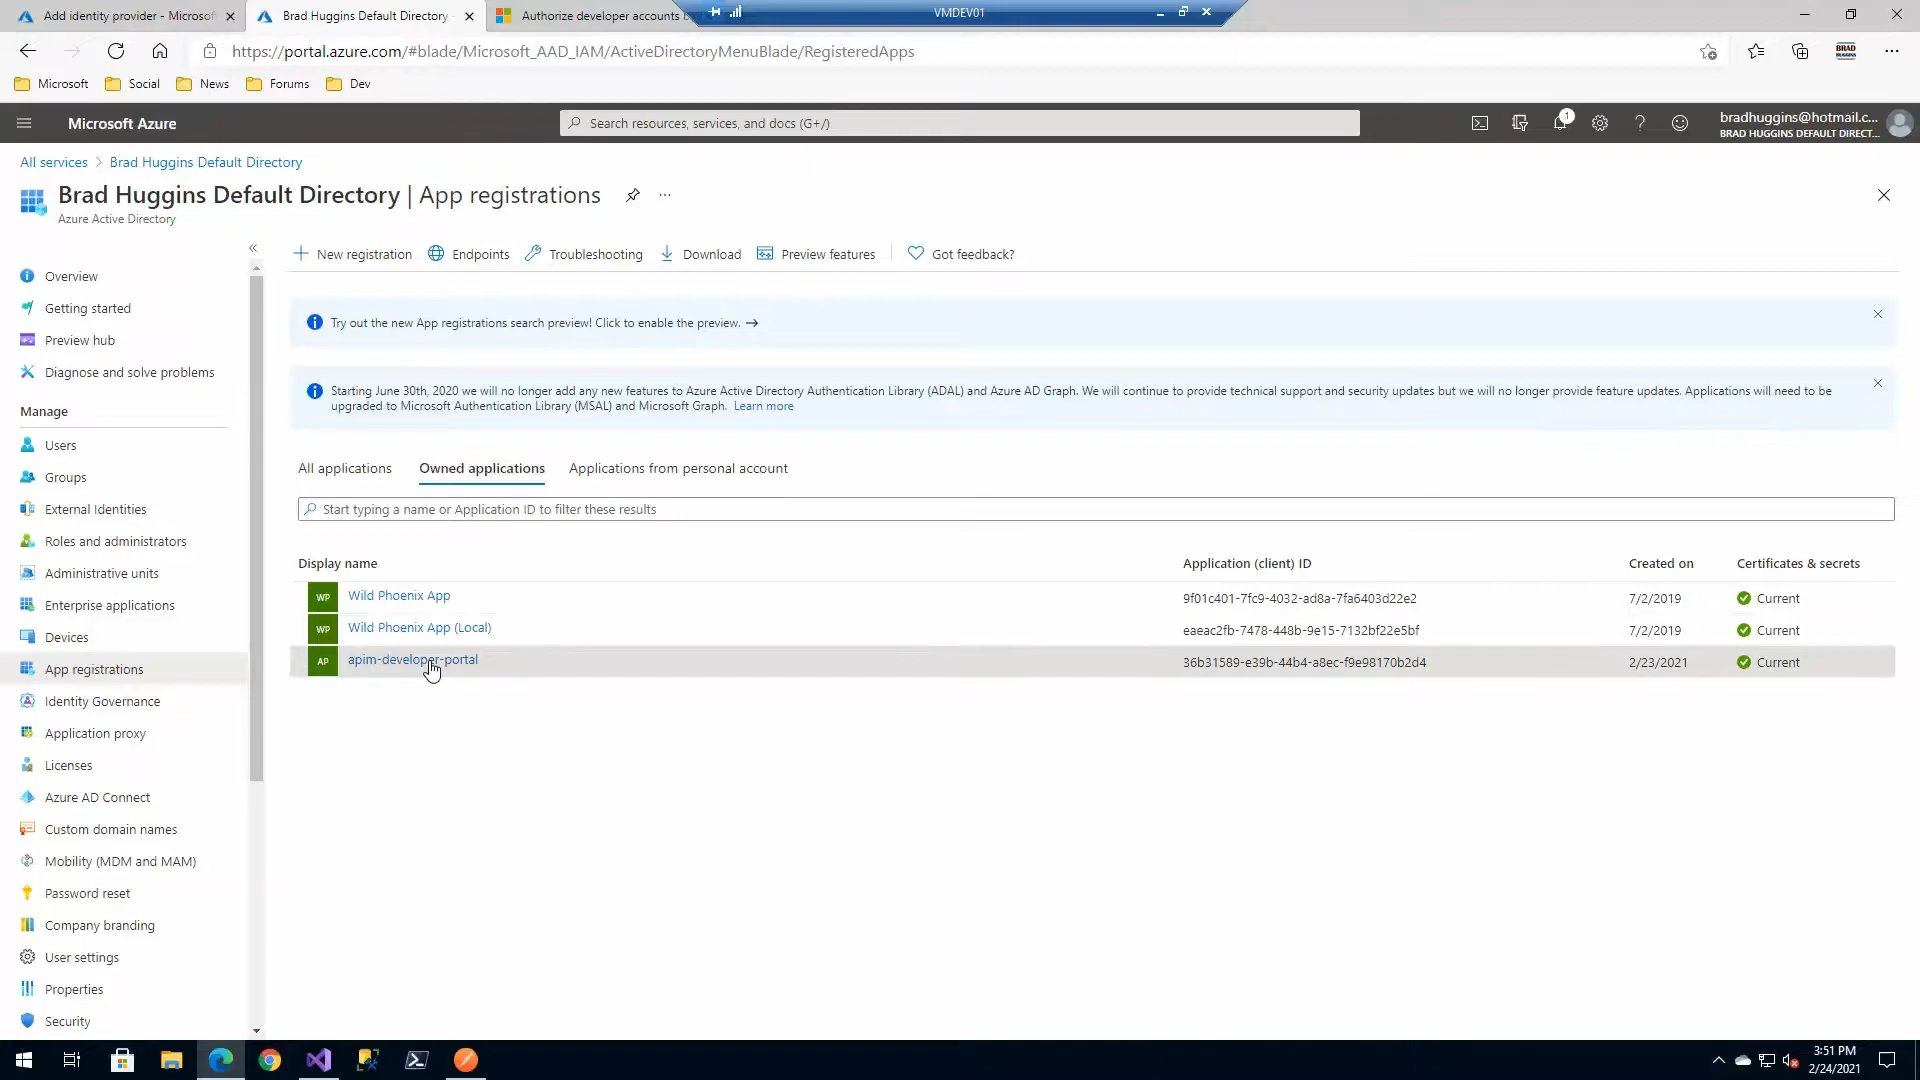 Add identity provider - Microsof
Brad Huggins Default Directory
Authorize developer accounts
VMDEV01
https://portal.azure.com/#blade/Microsoft_AAD_IAM/ActiveDirectoryMenuBlade/RegisteredApps
BRAD
HUGGINS
Microsoft
Social
News
Forums
Dev
Microsoft Azure
Search resources, services, and docs (G+/)
1
bradhuggins@hotmail.c...
BRAD HUGGINS DEFAULT DIRECT...
All services > Brad Huggins Default Directory
Brad Huggins Default Directory | App registrations
Azure Active Directory
New registration
Endpoints
Troubleshooting
Download
Preview features
Got feedback?
Overview
Getting started
Preview hub
Diagnose and solve problems
Manage
Users
Groups
External Identities
Roles and administrators
Administrative units
Enterprise applications
Devices
App registrations
Identity Governance
Application proxy
Licenses
Azure AD Connect
Custom domain names
Mobility (MDM and MAM)
Password reset
Company branding
User settings
Properties
Security
Try out the new App registrations search preview! Click to enable the preview. →
Starting June 30th, 2020 we will no longer add any new features to Azure Active Directory Authentication Library (ADAL) and Azure AD Graph. We will continue to provide technical support and security updates but we will no longer provide feature updates. Applications will need to be
upgraded to Microsoft Authentication Library (MSAL) and Microsoft Graph. Learn more
All applications
Owned applications
Applications from personal account
Start typing a name or Application ID to filter these results
Display name
Application (client) ID
Created on
Certificates & secrets
WP Wild Phoenix App 9f01c401-7fc9-4032-ad8a-7fa6403d22e2 7/2/2019 Current
WP Wild Phoenix App (Local) eaeac2fb-7478-448b-9e15-7132bf22e5bf 7/2/2019 Current
AP apim-developer-portal 36b31589-e39b-44b4-a8ec-f9e98170b2d4 2/23/2021 Current
3:51 PM
2/24/2021